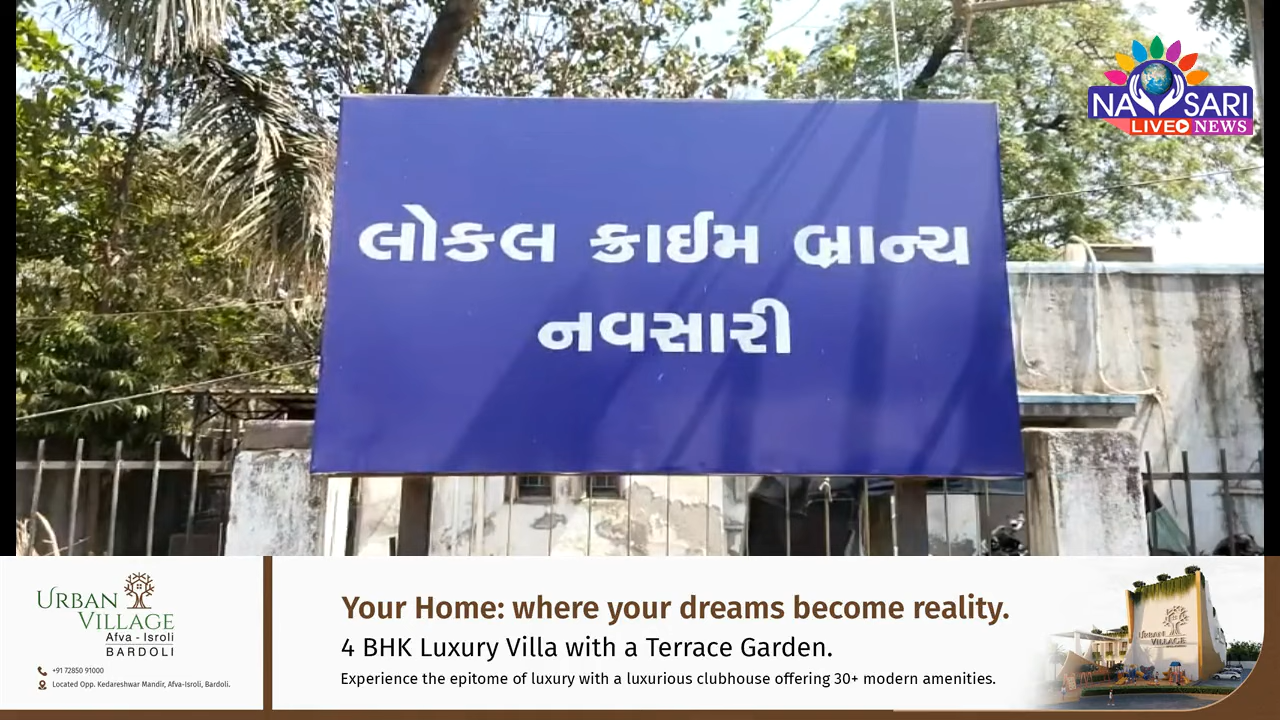 NAVSARI
LIVE NEWS
લોકલ ક્રાઈમ બ્રાન્ચ
નવસારી
URBAN
VILLAGE
Afva - Isroli
BARDOLI
+91 72850 91000
Located Opp. Kedareshwar Mandir, Afva-Isroli, Bardoli.
Your Home: where your dreams become reality.
4 BHK Luxury Villa with a Terrace Garden.
Experience the epitome of luxury with a luxurious clubhouse offering 30+ modern amenities.
URBAN
VILLAGE